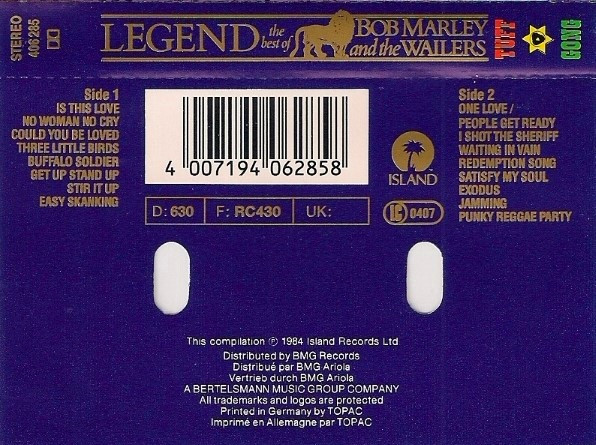 STEREO
406 285
LEGEND the best of BOB MARLEY and the WAILERS
TUFF GONG
Side 1
IS THIS LOVE
NO WOMAN NO CRY
COULD YOU BE LOVED
THREE LITTLE BIRDS
BUFFALO SOLDIER
GET UP STAND UP
STIR IT UP
EASY SKANKING
4 007194 062858
ISLAND
D: 630 F: RC430 UK:
LC 0407
Side 2
ONE LOVE /
PEOPLE GET READY
I SHOT THE SHERIFF
WAITING IN VAIN
REDEMPTION SONG
SATISFY MY SOUL
EXODUS
JAMMING
PUNKY REGGAE PARTY
This compilation ℗ 1984 Island Records Ltd
Distributed by BMG Records
Distribué par BMG Ariola
Vertrieb durch BMG Ariola
A BERTELSMANN MUSIC GROUP COMPANY
All trademarks and logos are protected
Printed in Germany by TOPAC
Imprimé en Allemagne par TOPAC